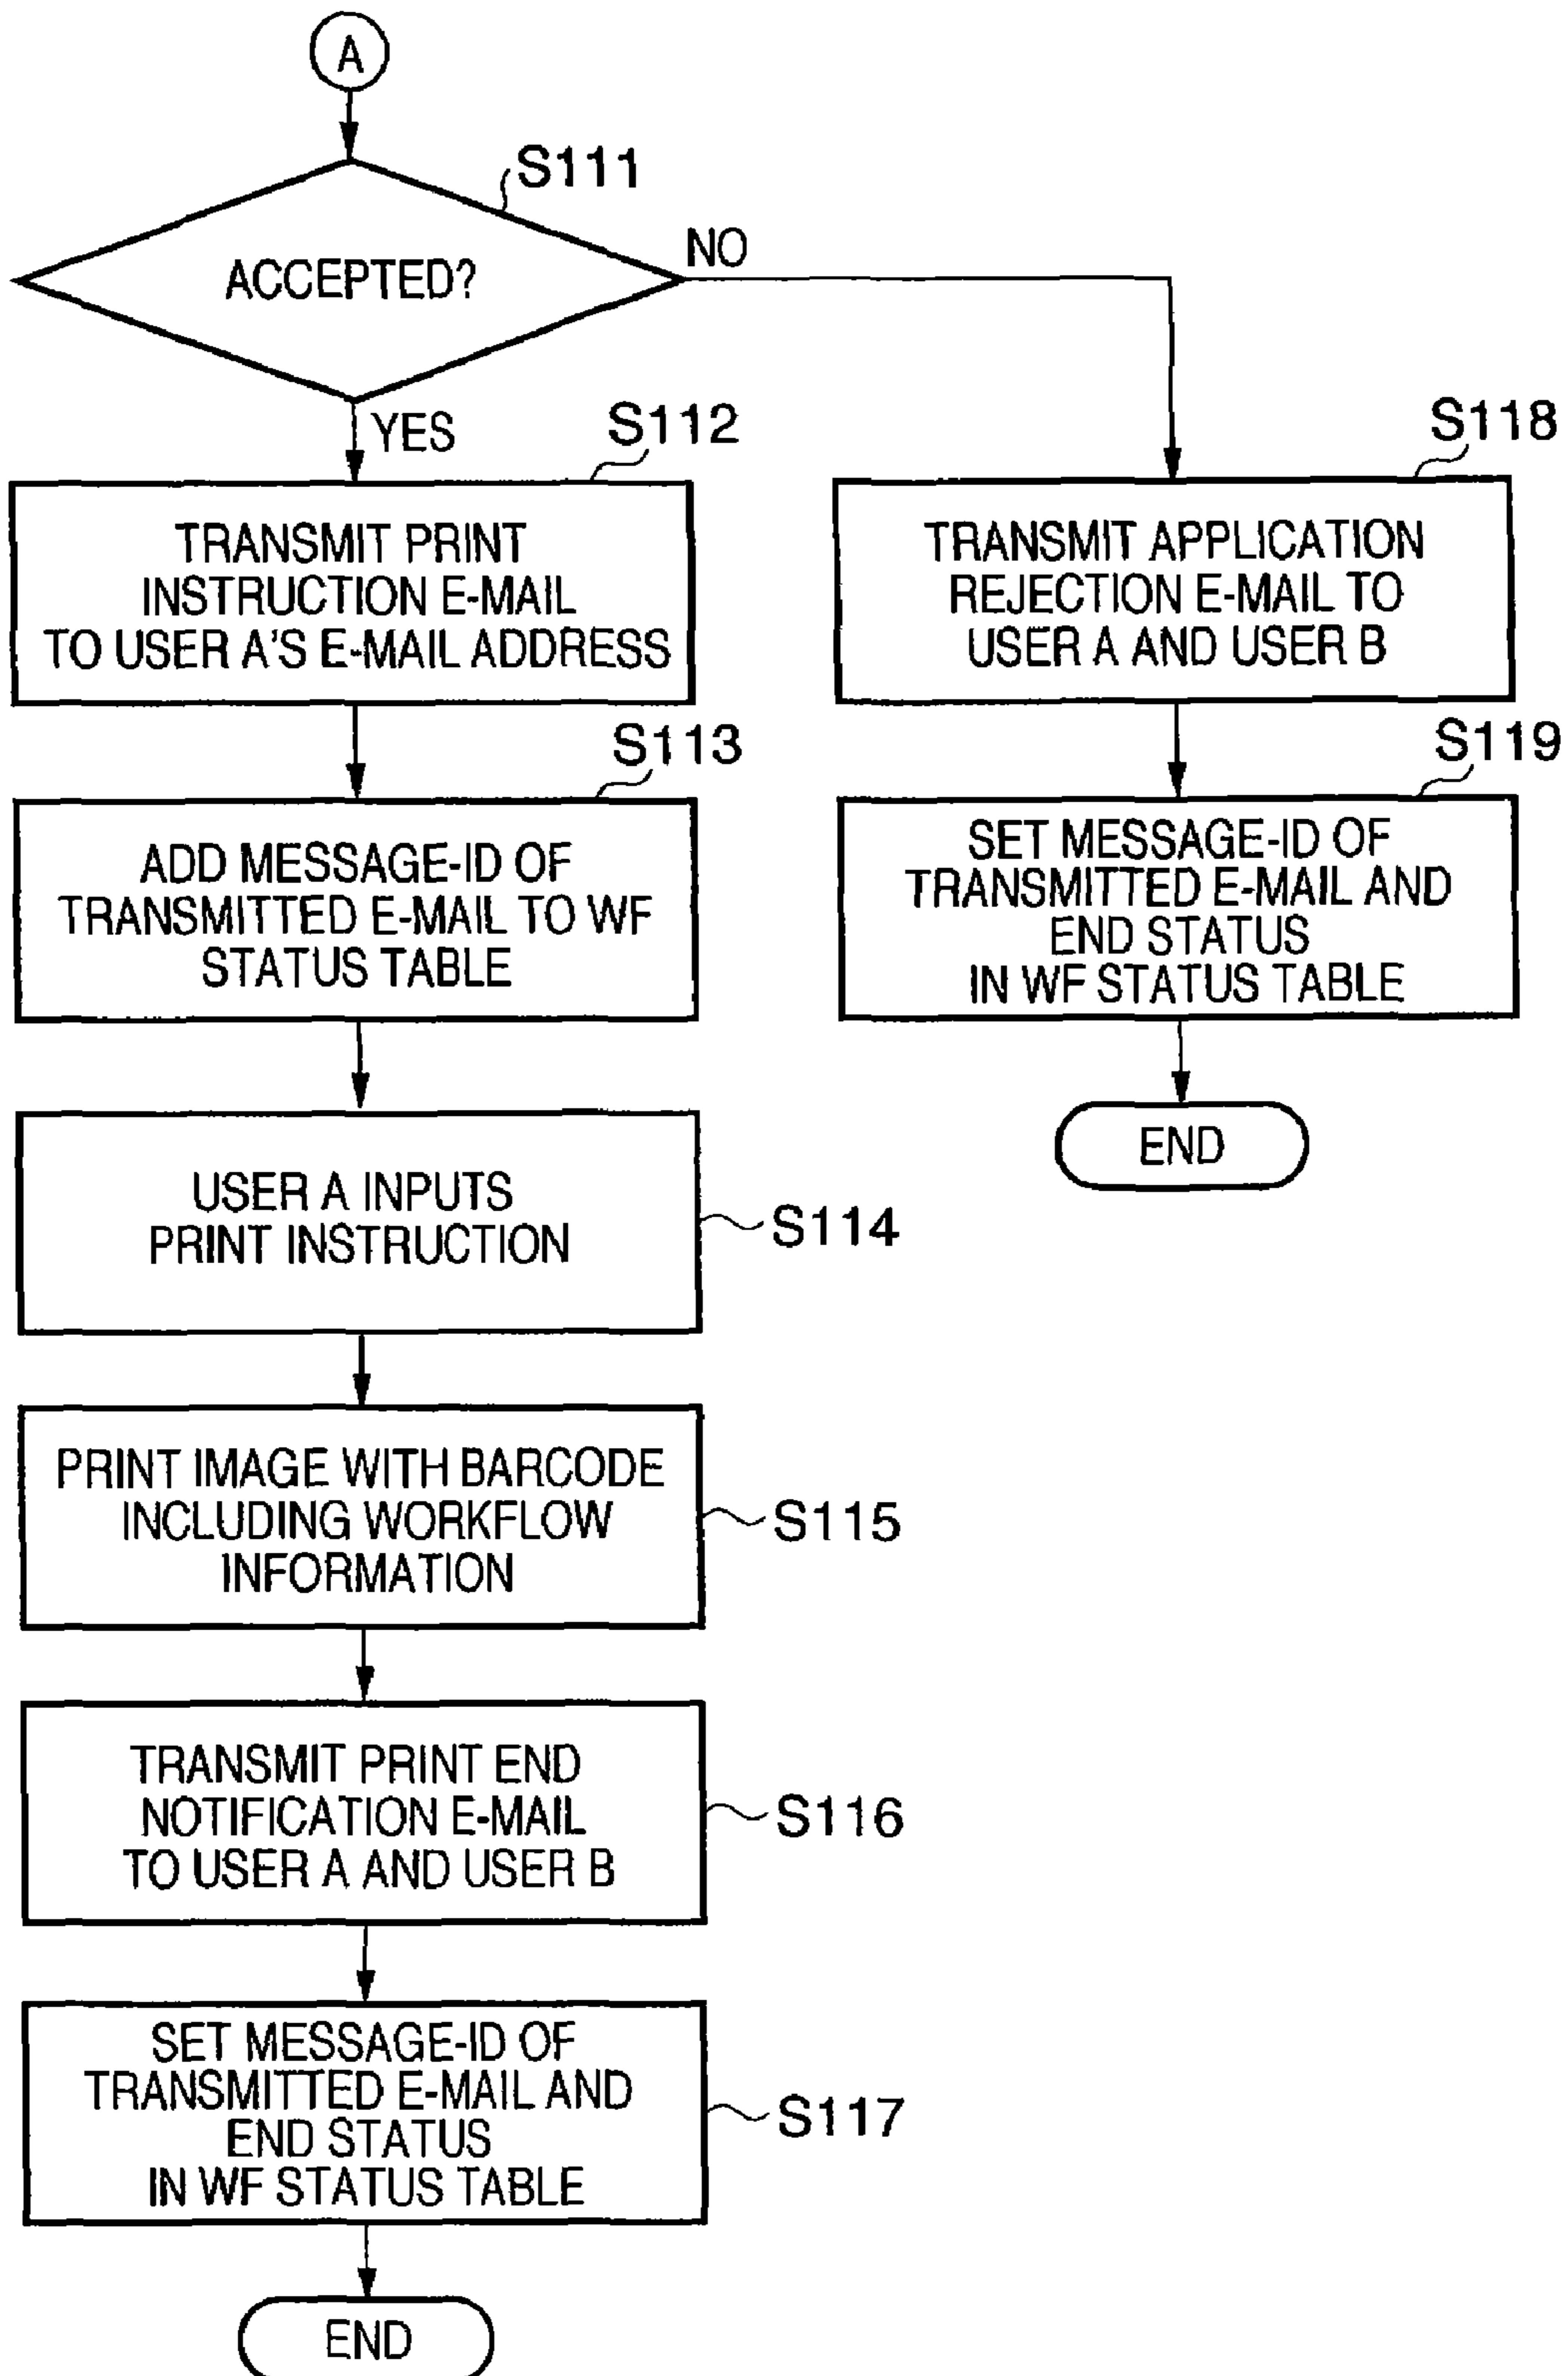 A
S111
ACCEPTED?
NO
YES
S112
TRANSMIT PRINT
INSTRUCTION E-MAIL
TO USER A'S E-MAIL ADDRESS
S118
TRANSMIT APPLICATION
REJECTION E-MAIL TO
USER A AND USER B
S113
ADD MESSAGE-ID OF
TRANSMITTED E-MAIL TO WF
STATUS TABLE
S119
SET MESSAGE-ID OF
TRANSMITTED E-MAIL AND
END STATUS
IN WF STATUS TABLE
END
USER A INPUTS
PRINT INSTRUCTION
S114
PRINT IMAGE WITH BARCODE
INCLUDING WORKFLOW
INFORMATION
S115
TRANSMIT PRINT END
NOTIFICATION E-MAIL
TO USER A AND USER B
S116
SET MESSAGE-ID OF
TRANSMITTED E-MAIL AND
END STATUS
IN WF STATUS TABLE
S117
END